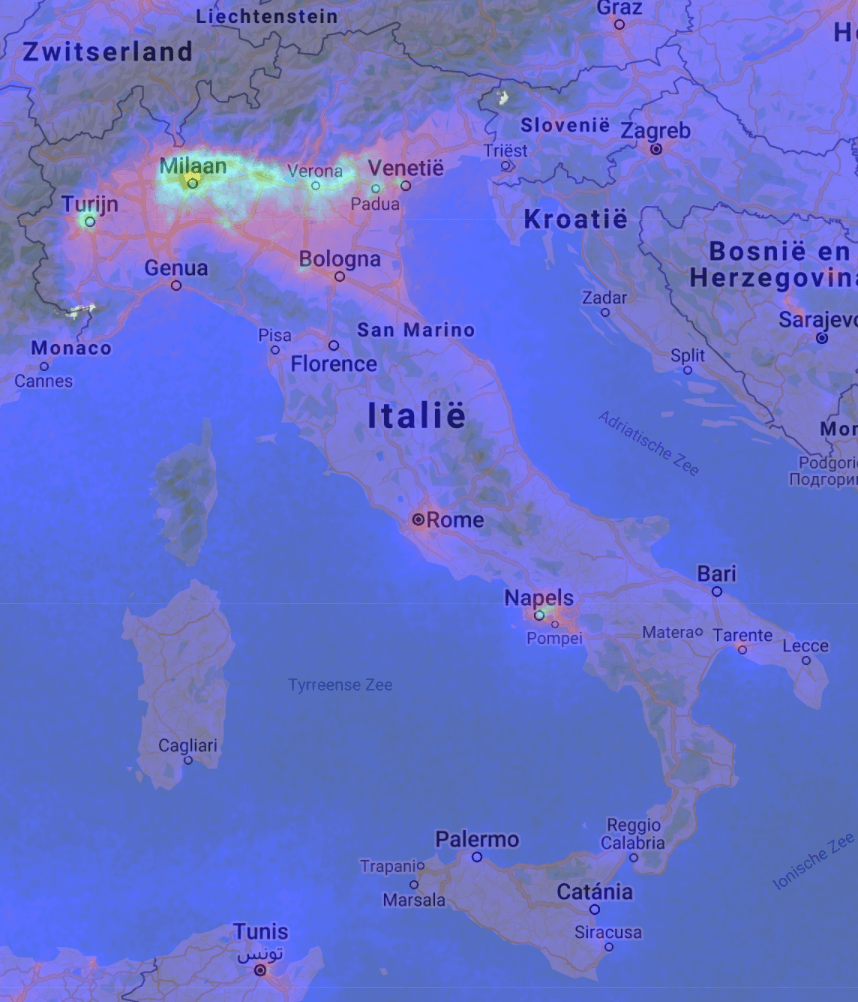 Graz
Liechtenstein
Zwitserland
Slovenië
Zagreb
Triëst
Milaan
Verona
Venetië
Padua
Turijn
Kroatië
Bosnië en
Herzegovina
Bologna
Genua
Zadar
Sarajevo
San Marino
Pisa
Monaco
Florence
Split
Cannes
Italië
Adriatische Zee
Mon
Podgori
Подгори
Rome
Bari
Napels
Pompei
Matera
Tarente
Lecce
Tyrreense Zee
Cagliari
Reggio
Calabria
Palermo
Trapani
Marsala
Catánia
Siracusa
Ionische Zee
Tunis
تونس